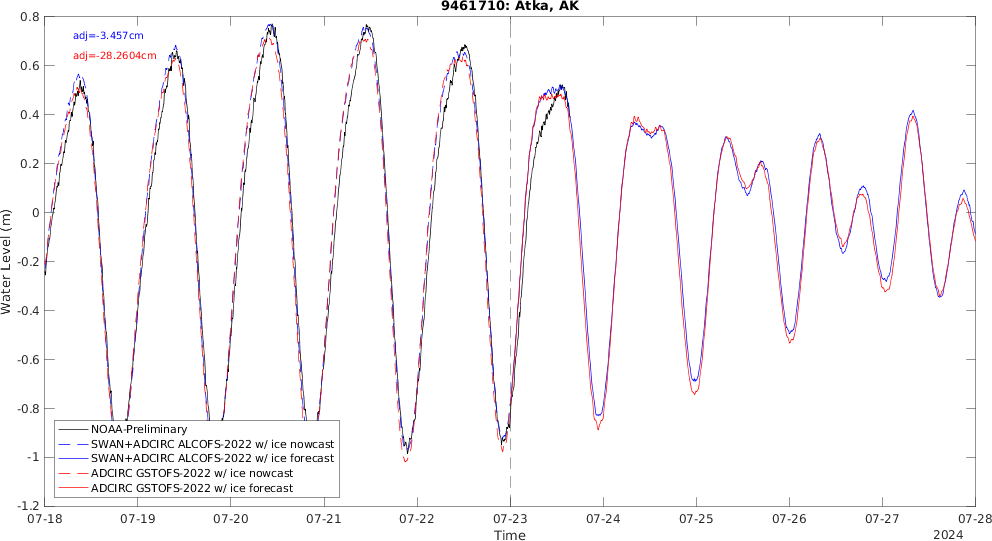 9461710: Atka, AK
adj=-3.457cm
adj=-28.2604cm
Water Level (m)
0.8
0.6
0.4
0.2
0
-0.2
-0.4
-0.6
-0.8
-1
-1.2
NOAA-Preliminary
SWAN+ADCIRC ALCOFS-2022 w/ ice nowcast
SWAN+ADCIRC ALCOFS-2022 w/ ice forecast
ADCIRC GSTOFS-2022 w/ ice nowcast
ADCIRC GSTOFS-2022 w/ ice forecast
07-18 07-19 07-20 07-21 07-22 07-23 07-24 07-25 07-26 07-27 07-28
Time
2024